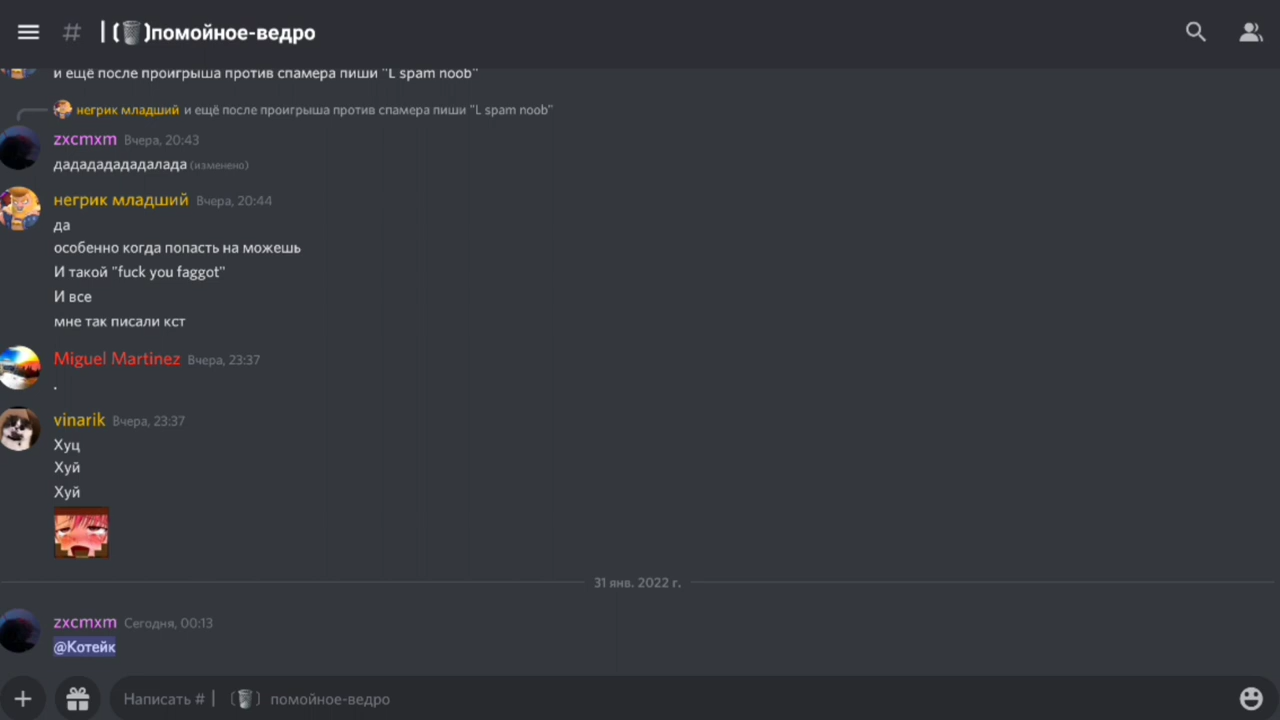 # | (🗑)помойное-ведро
и ещё после проигрыша против спамера пиши "L spam noob"
негрик младший и ещё после проигрыша против спамера пиши "L spam noob"
zxcmxm Вчера, 20:43
дададададададалада (изменено)
негрик младший Вчера, 20:44
да
особенно когда попасть на можешь
И такой "fuck you faggot"
И все
мне так писали кст
Miguel Martinez Вчера, 23:37
.
vinarik Вчера, 23:37
Хуц
Хуй
Хуй
31 янв. 2022 г.
zxcmxm Сегодня, 00:13
@Котейк
Написать # | (🗑) помойное-ведро